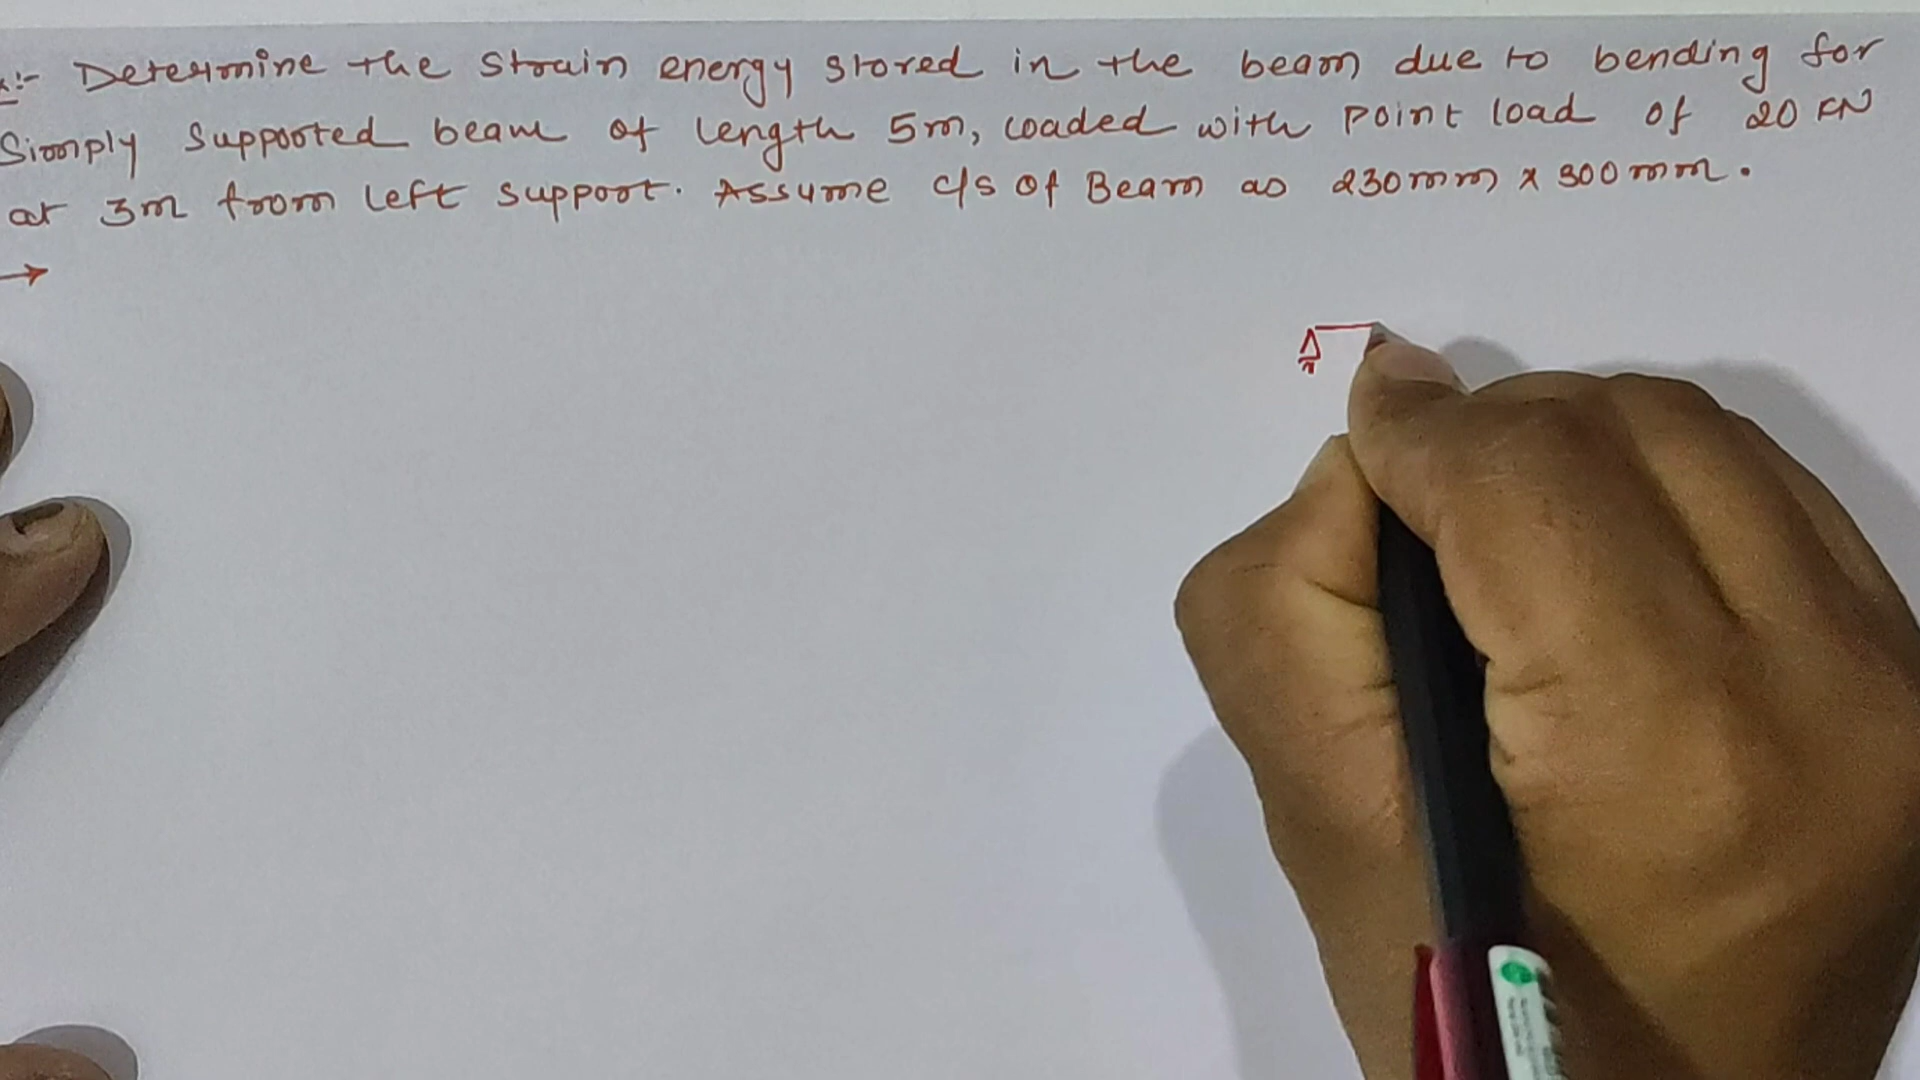 Determine the strain energy stored in the beam due to bending for
Simply supported beam of length 5m, loaded with point load of 20 KN
at 3m from left support. Assume c/s of Beam as 230mm x 300mm.